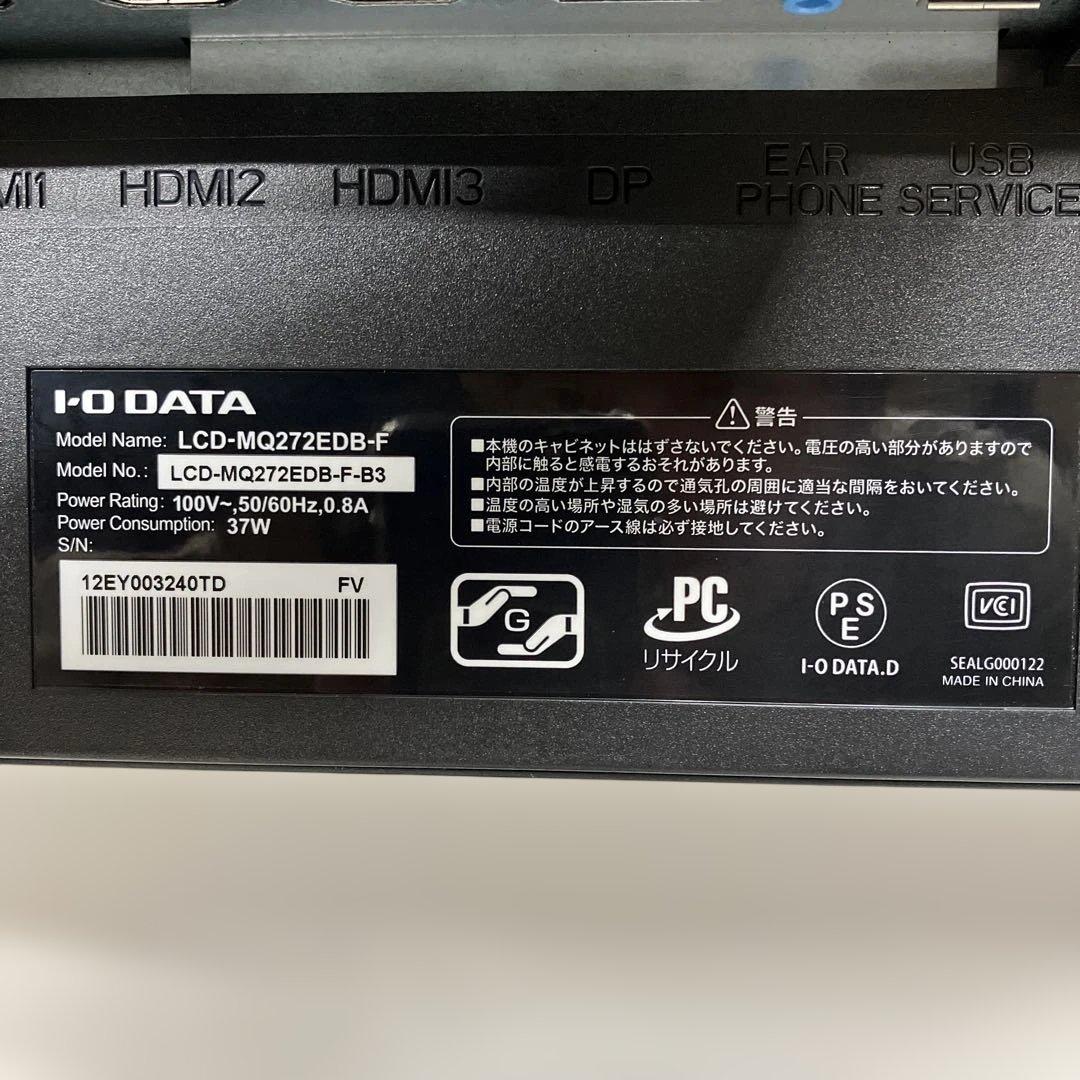 MI1 HDMI2 HDMI3 DP EAR PHONE USB SERVICE
I-O DATA
Model Name: LCD-MQ272EDB-F
Model No.: LCD-MQ272EDB-F-B3
Power Rating: 100V~,50/60Hz,0.8A
Power Consumption: 37W
S/N:
12EY003240TD FV
警告
■本機のキャビネットははずさないでください。電圧の高い部分がありますので
内部に触ると感電するおそれがあります。
■内部の温度が上昇するので通気孔の周囲に適当な間隔をおいてください。
■温度の高い場所や湿気の多い場所は避けてください。
■電源コードのアース線は必ず接地してください。
G
PC
リサイクル
PSE
I-O DATA.D
VCCI
SEALG000122
MADE IN CHINA